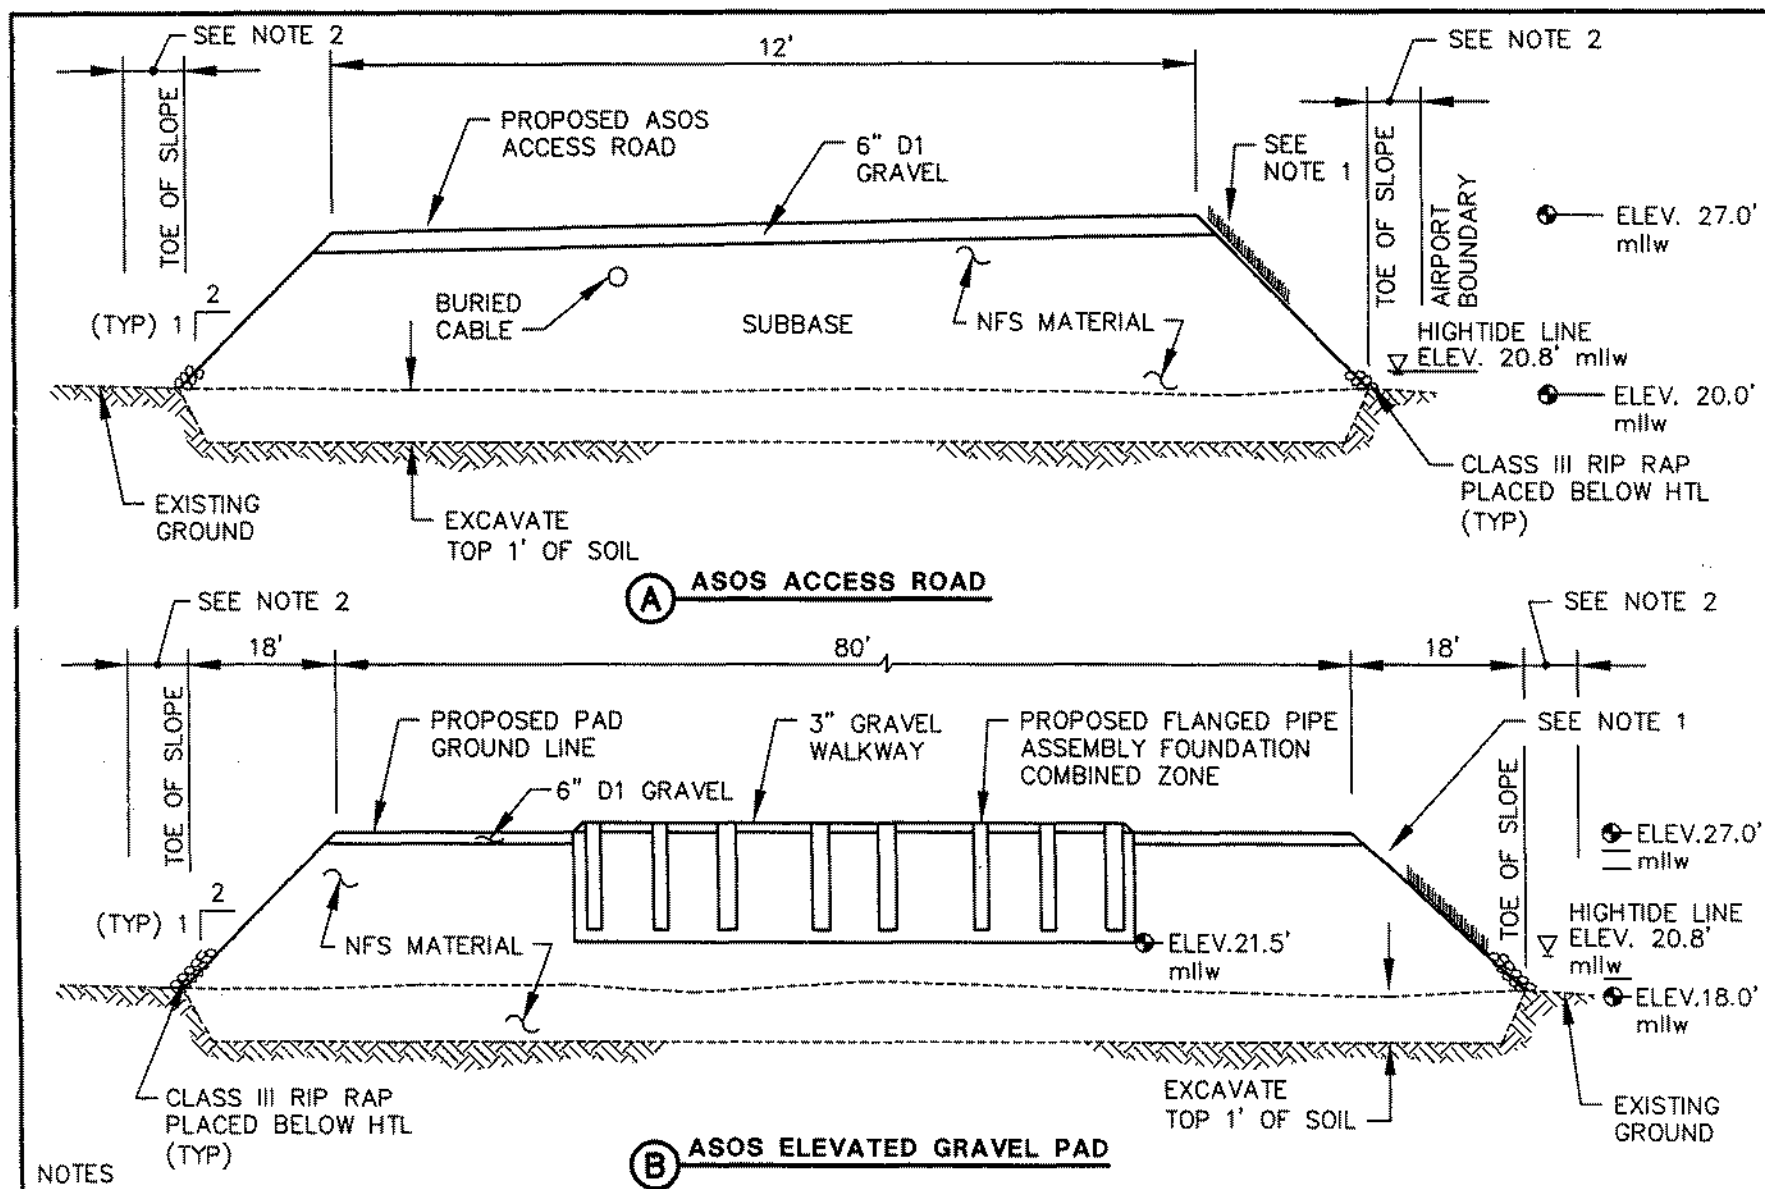 SEE NOTE 2
12'
SEE NOTE 2
TOE OF SLOPE
PROPOSED ASOS
ACCESS ROAD
6" D1
GRAVEL
SEE
NOTE 1
TOE OF SLOPE
AIRPORT
BOUNDARY
ELEV. 27.0'
mllw
2
(TYP) 1
BURIED
CABLE
SUBBASE
NFS MATERIAL
HIGHTIDE LINE
ELEV. 20.8' mllw
ELEV. 20.0'
mllw
EXISTING
GROUND
EXCAVATE
TOP 1' OF SOIL
CLASS III RIP RAP
PLACED BELOW HTL
(TYP)
A ASOS ACCESS ROAD
SEE NOTE 2
SEE NOTE 2
18'
80'
18'
TOE OF SLOPE
PROPOSED PAD
GROUND LINE
3" GRAVEL
WALKWAY
PROPOSED FLANGED PIPE
ASSEMBLY FOUNDATION
COMBINED ZONE
SEE NOTE 1
6" D1 GRAVEL
TOE OF SLOPE
ELEV.27.0'
mllw
2
(TYP) 1
NFS MATERIAL
ELEV.21.5'
mllw
HIGHTIDE LINE
ELEV. 20.8'
mllw
ELEV.18.0'
mllw
CLASS III RIP RAP
PLACED BELOW HTL
(TYP)
EXCAVATE
TOP 1' OF SOIL
EXISTING
GROUND
B ASOS ELEVATED GRAVEL PAD
NOTES